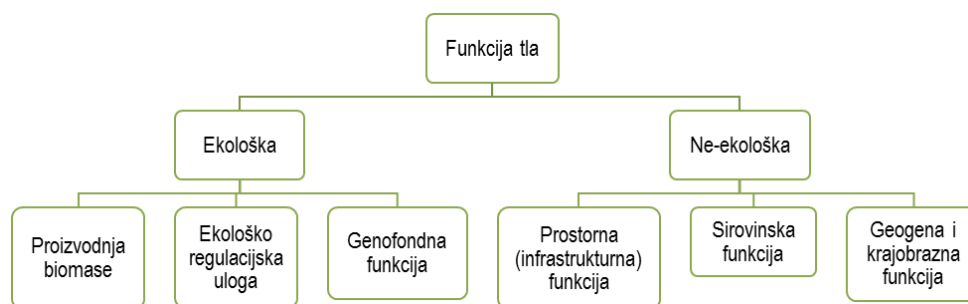 Funkcija tla
Ekološka
Ne-ekološka
Proizvodnja
biomase
Ekološko
regulacijska
uloga
Genofondna
funkcija
Prostorna
(infrastrukturna)
funkcija
Sirovinska
funkcija
Geogena i
krajobrazna
funkcija